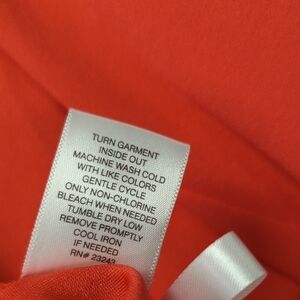 TURN GARMENT
INSIDE OUT
MACHINE WASH COLD
WITH LIKE COLORS
GENTLE CYCLE
ONLY NON-CHLORINE
BLEACH WHEN NEEDED
TUMBLE DRY LOW
REMOVE PROMPTLY
COOL IRON
IF NEEDED
RN# 23243